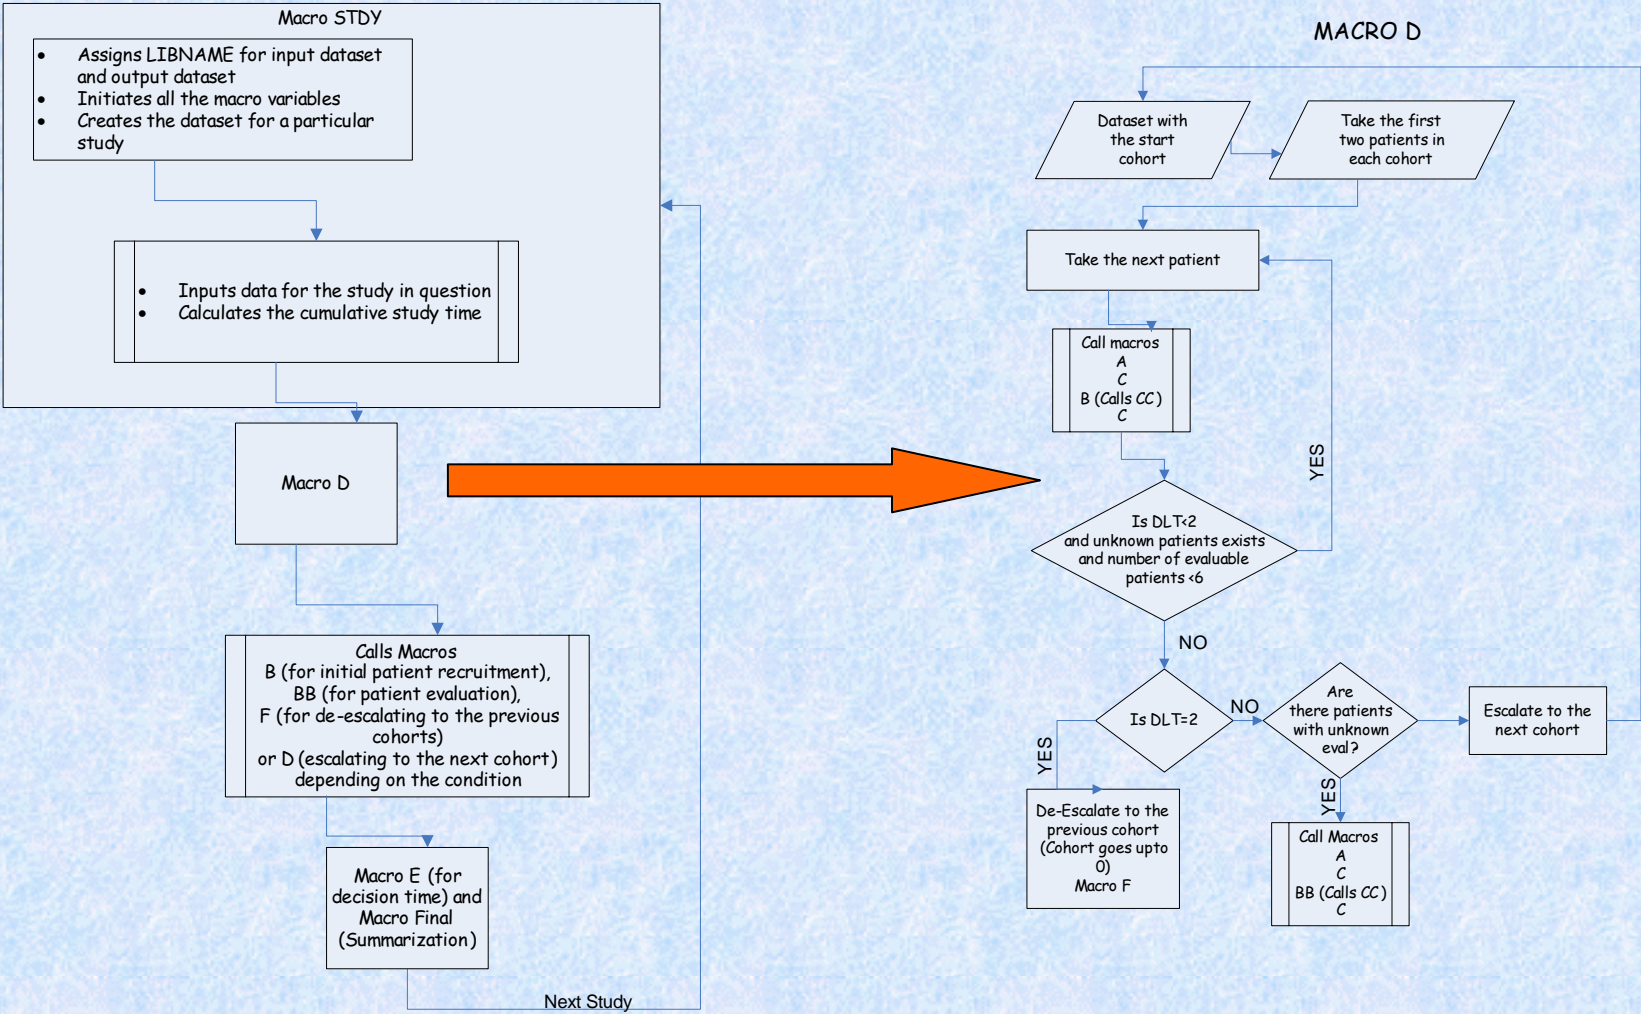 Macro STDY
• Assigns LIBNAME for input dataset
and output dataset
• Initiates all the macro variables
• Creates the dataset for a particular
study
• Inputs data for the study in question
• Calculates the cumulative study time
Macro D
Calls Macros
B (for initial patient recruitment),
BB (for patient evaluation),
F (for de-escalating to the previous
cohorts)
or D (escalating to the next cohort)
depending on the condition
Macro E (for
decision time) and
Macro Final
(Summarization)
Next Study
MACRO D
Dataset with
the start
cohort
Take the first
two patients in
each cohort
Take the next patient
Call macros
A
C
B (Calls CC)
C
YES
Is DLT<2
and unknown patients exists
and number of evaluable
patients <6
NO
Is DLT=2
NO
Are
there patients
with unknown
eval?
Escalate to the
next cohort
YES
De-Escalate to the
previous cohort
(Cohort goes upto
0)
Macro F
YES
Call Macros
A
C
BB (Calls CC)
C